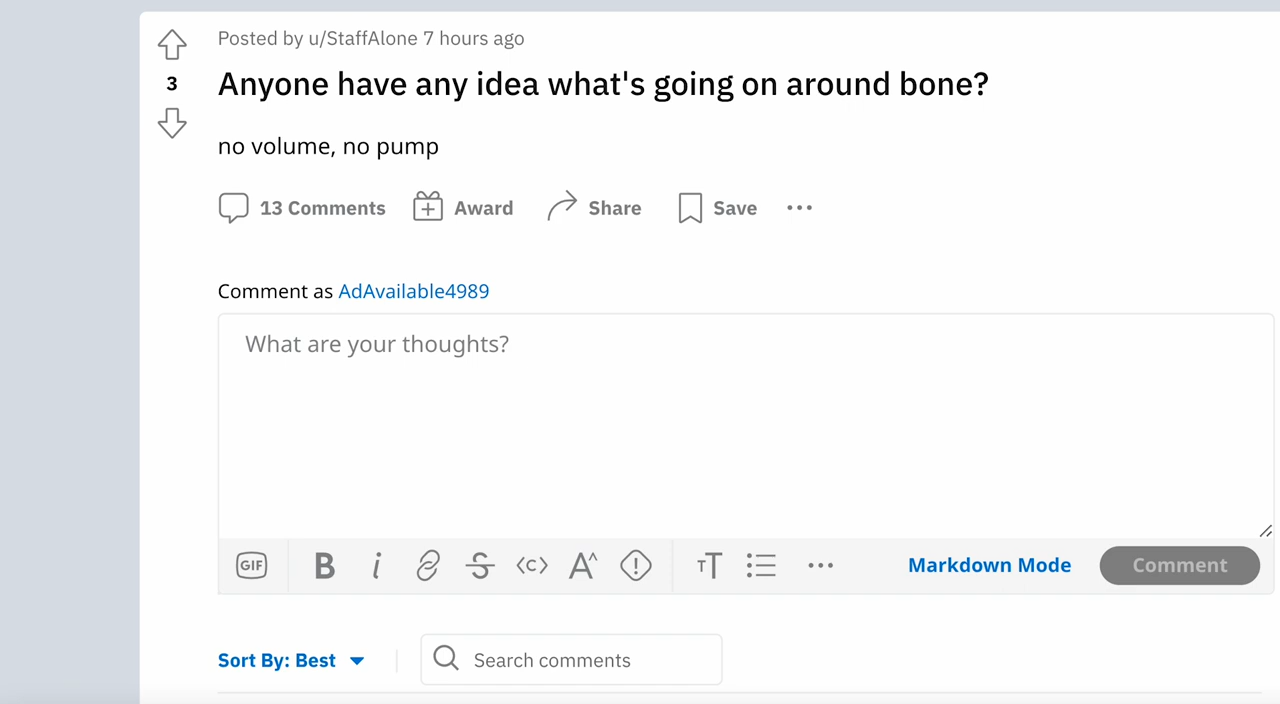 Posted by u/StaffAlone 7 hours ago
3
Anyone have any idea what's going on around bone?
no volume, no pump
13 Comments Award Share Save
Comment as AdAvailable4989
What are your thoughts?
GIF B i S <c> A^ ! TT Markdown Mode Comment
Sort By: Best Search comments